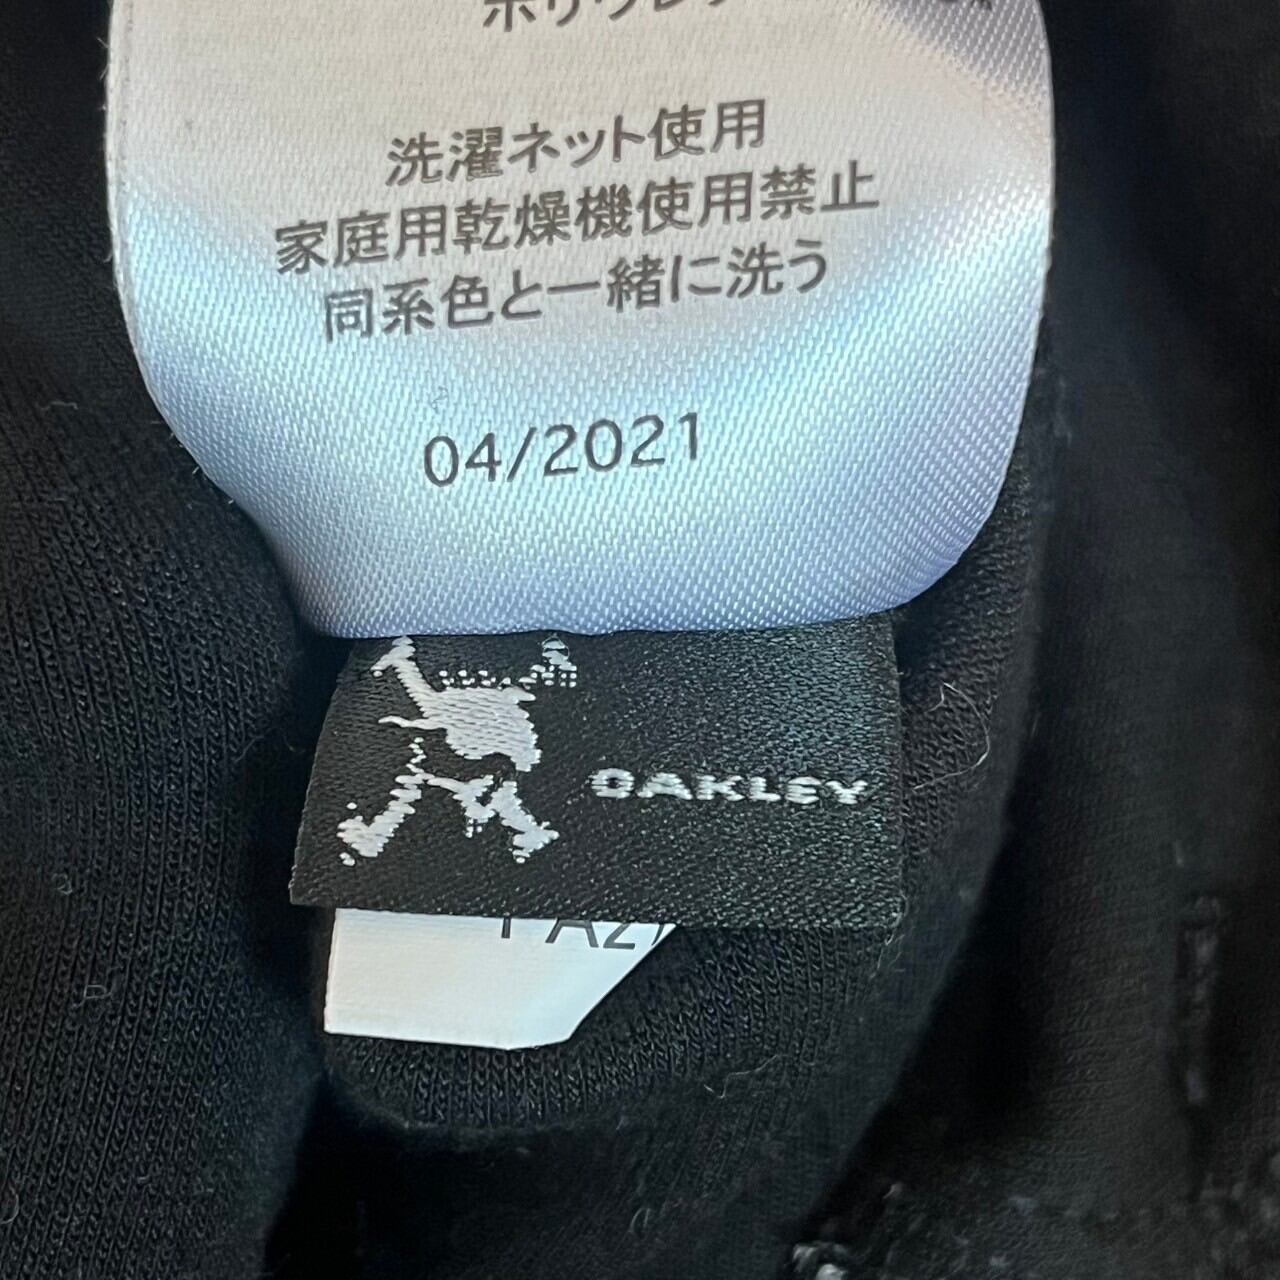 洗濯ネット使用
家庭用乾燥機使用禁止
同系色と一緒に洗う
04/2021
OAKLEY